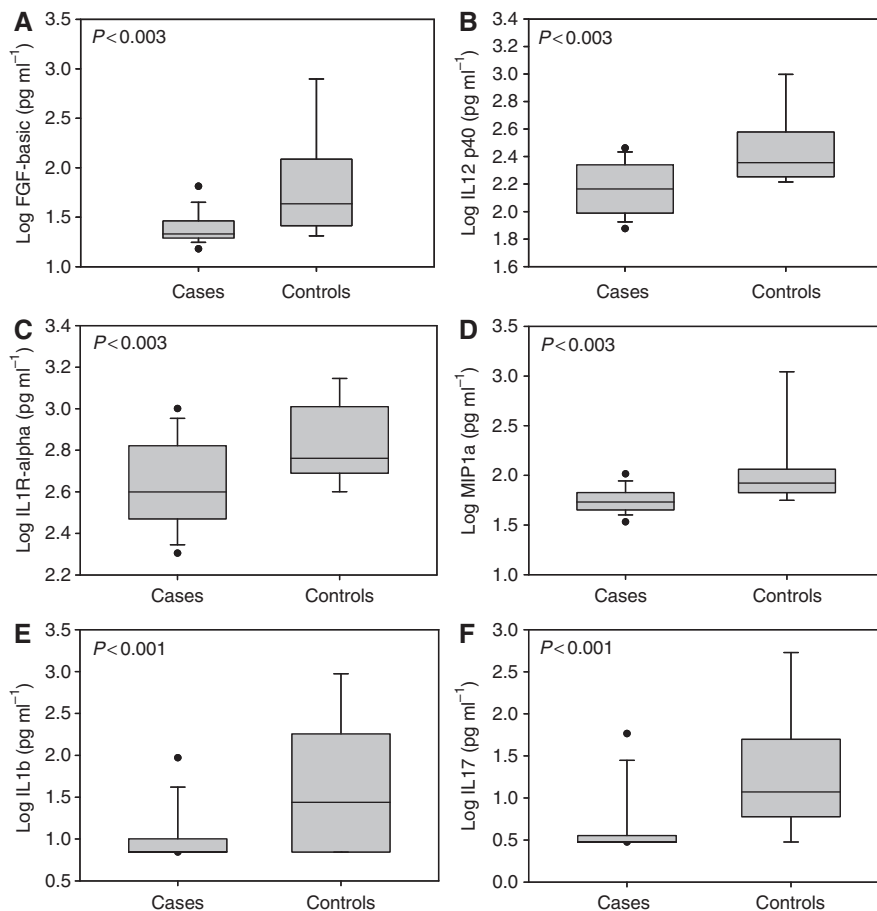 A
P<0.003
Log FGF-basic (pg ml⁻¹)
3.5
3.0
2.5
2.0
1.5
1.0
Cases
Controls
B
P<0.003
Log IL12 p40 (pg ml⁻¹)
3.4
3.2
3.0
2.8
2.6
2.4
2.2
2.0
1.8
1.6
Cases
Controls
C
P<0.003
Log IL1R-alpha (pg ml⁻¹)
3.4
3.2
3.0
2.8
2.6
2.4
2.2
Cases
Controls
D
P<0.003
Log MIP1a (pg ml⁻¹)
3.5
3.0
2.5
2.0
1.5
1.0
Cases
Controls
E
P<0.001
Log IL1b (pg ml⁻¹)
3.5
3.0
2.5
2.0
1.5
1.0
0.5
Cases
Controls
F
P<0.001
Log IL17 (pg ml⁻¹)
3.0
2.5
2.0
1.5
1.0
0.5
0.0
Cases
Controls